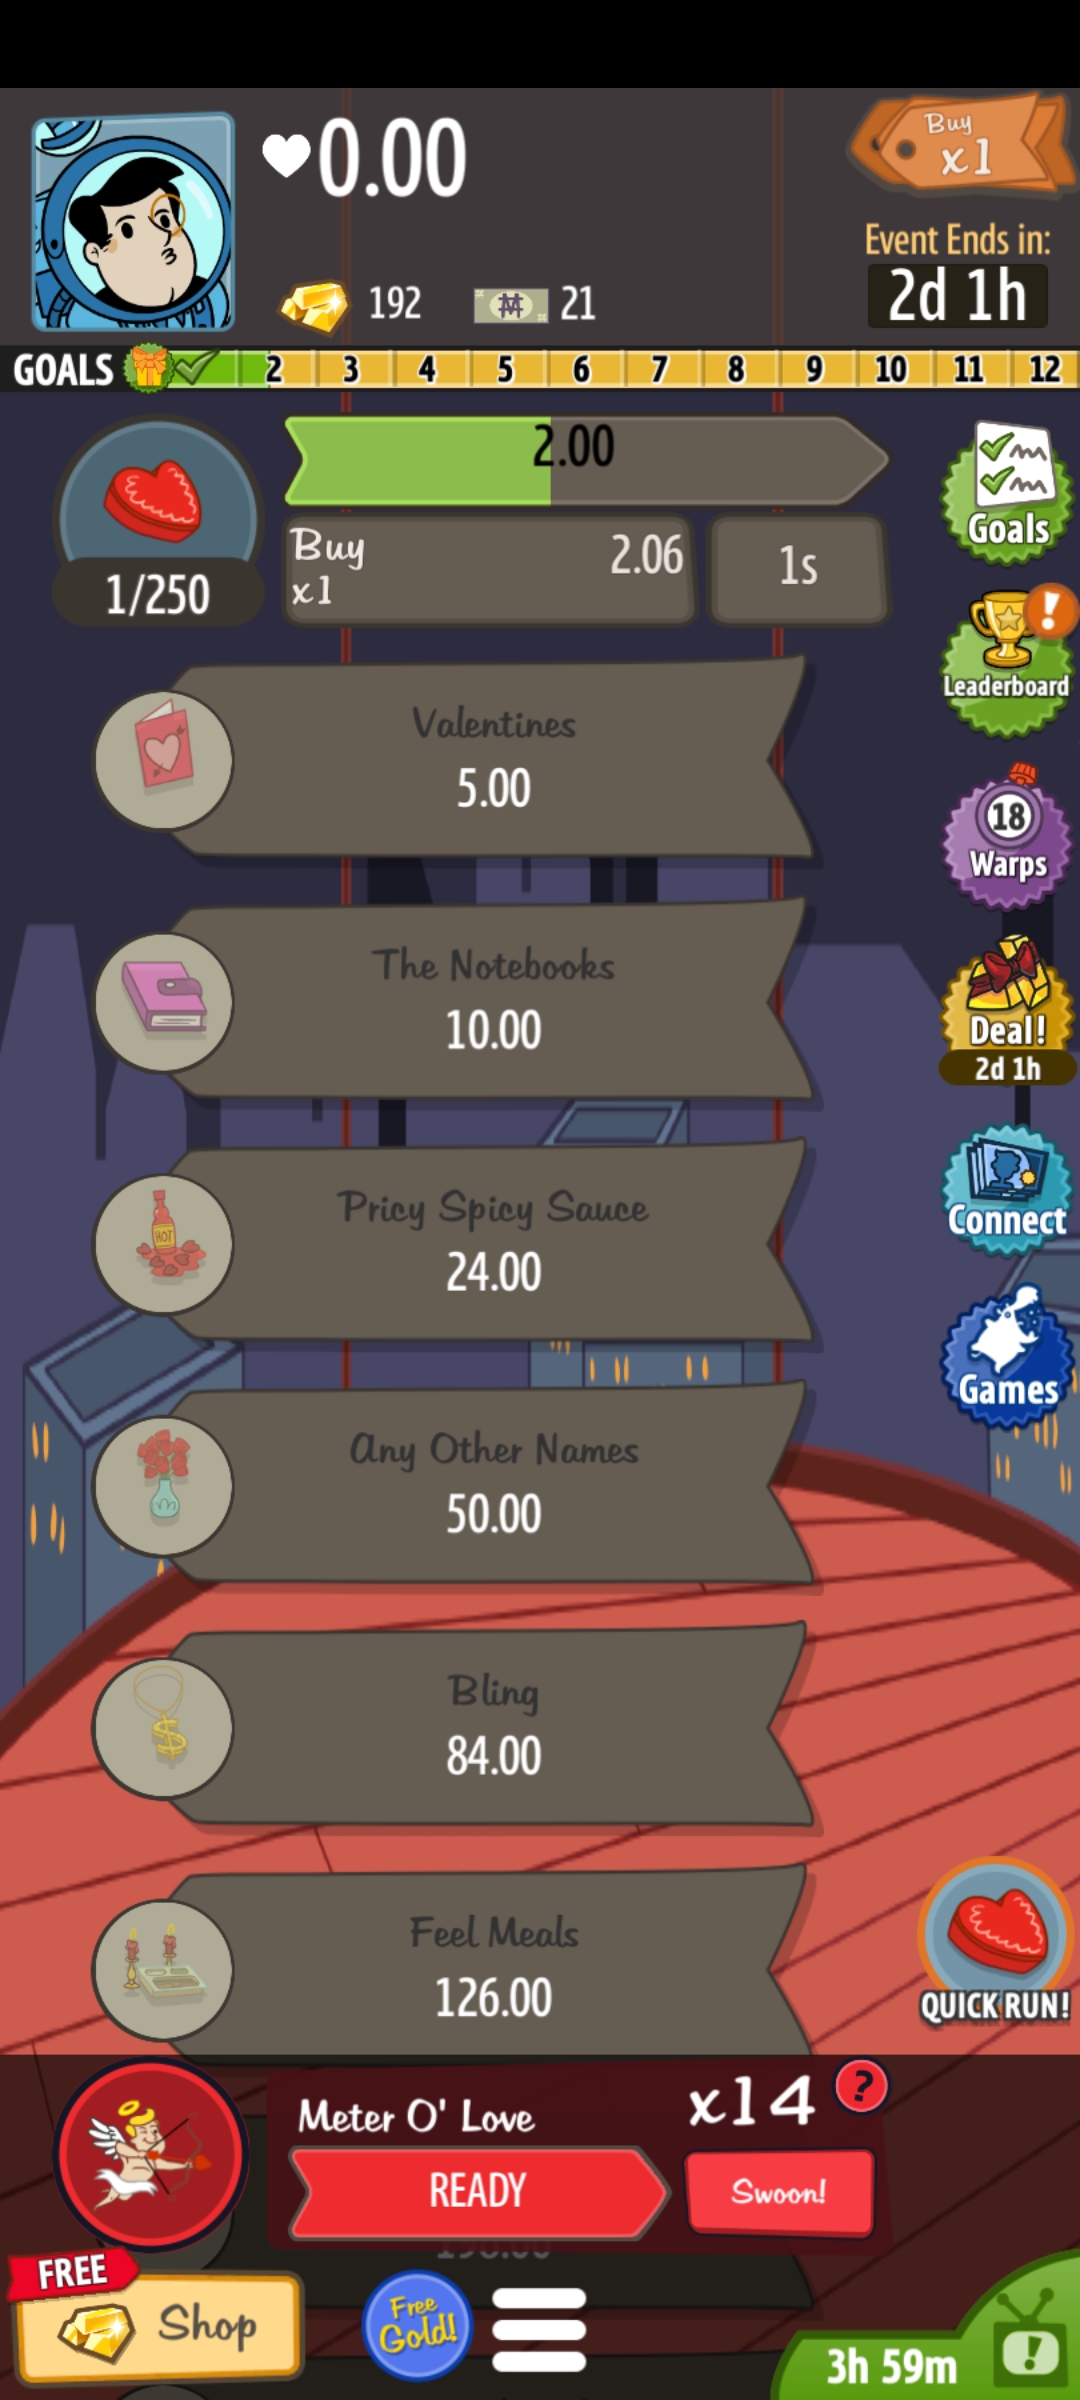 0.00
Buy
x1
192
21
Event Ends in:
2d 1h
GOALS 2 3 4 5 6 7 8 9 10 11 12
2.00
Buy
x1
2.06
1s
1/250
Goals
Leaderboard
!
Valentines
5.00
18
Warps
The Notebooks
10.00
Deal!
2d 1h
Pricy Spicy Sauce
24.00
HOT
Connect
Games
Any Other Names
50.00
Bling
84.00
$
Feel Meals
126.00
QUICK RUN!
Meter O' Love
x14
?
READY
Swoon!
FREE
Shop
Free
Gold!
3h 59m
!